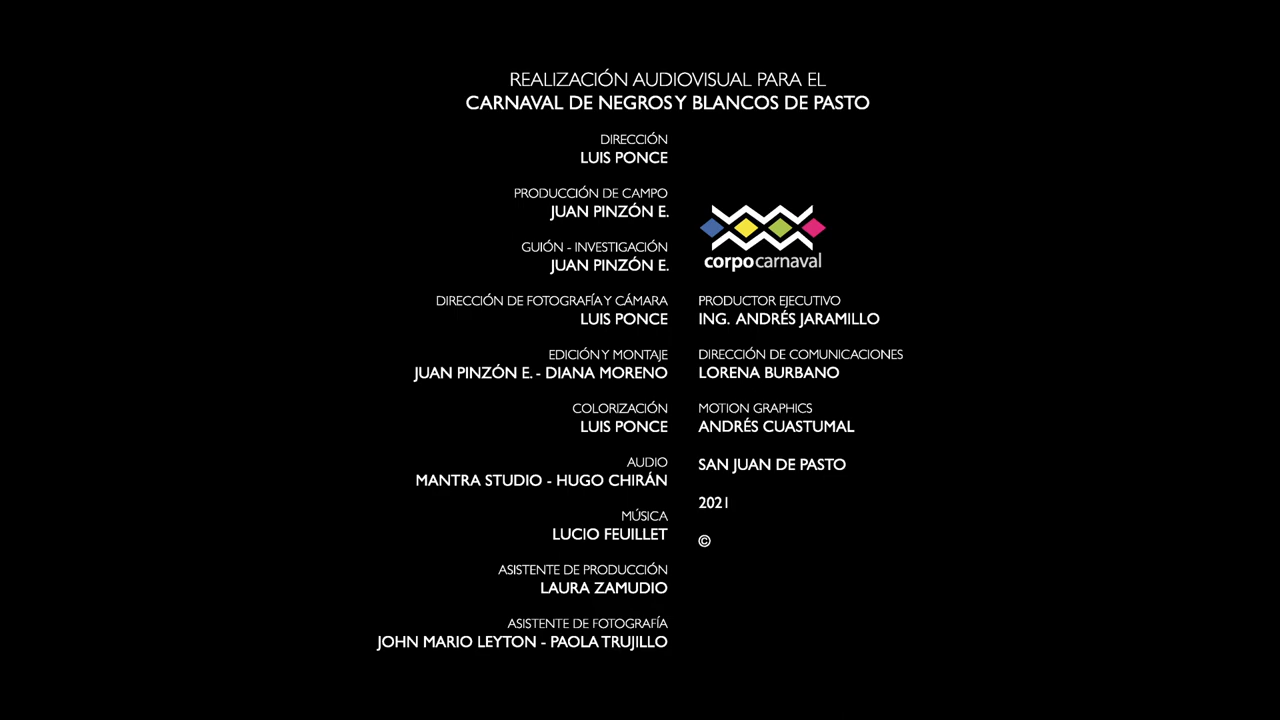 REALIZACIÓN AUDIOVISUAL PARA EL
CARNAVAL DE NEGROS Y BLANCOS DE PASTO
DIRECCIÓN
LUIS PONCE
PRODUCCIÓN DE CAMPO
JUAN PINZÓN E.
GUIÓN - INVESTIGACIÓN
JUAN PINZÓN E.
DIRECCIÓN DE FOTOGRAFÍA Y CÁMARA
LUIS PONCE
EDICIÓN Y MONTAJE
JUAN PINZÓN E. - DIANA MORENO
COLORIZACIÓN
LUIS PONCE
AUDIO
MANTRA STUDIO - HUGO CHIRÁN
MÚSICA
LUCIO FEUILLET
ASISTENTE DE PRODUCCIÓN
LAURA ZAMUDIO
ASISTENTE DE FOTOGRAFÍA
JOHN MARIO LEYTON - PAOLA TRUJILLO
corpocarnaval
PRODUCTOR EJECUTIVO
ING. ANDRÉS JARAMILLO
DIRECCIÓN DE COMUNICACIONES
LORENA BURBANO
MOTION GRAPHICS
ANDRÉS CUASTUMAL
SAN JUAN DE PASTO
2021
©